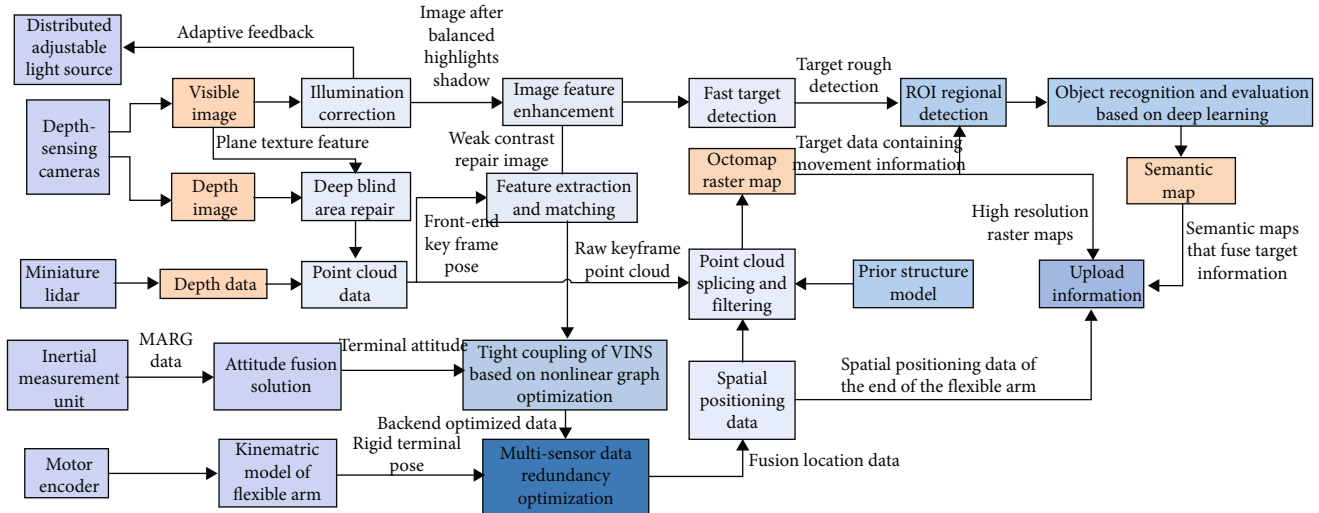 Distributed
adjustable
light source
Adaptive feedback
Image after
balanced
highlights
shadow
Depth-
sensing
cameras
Visible
image
Illumination
correction
Image feature
enhancement
Fast target
detection
Target rough
detection
ROI regional
detection
Object recognition and evaluation
based on deep learning
Plane texture feature
Weak contrast
repair image
Depth
image
Deep blind
area repair
Feature extraction
and matching
Octomap
raster map
Target data containing
movement information
Semantic
map
Front-end
key frame
pose
High resolution
raster maps
Semantic maps
that fuse target
information
Miniature
lidar
Depth data
Point cloud
data
Raw keyframe
point cloud
Point cloud
splicing and
filtering
Prior structure
model
Upload
information
Inertial
measurement
unit
MARG
data
Attitude fusion
solution
Terminal attitude
Tight coupling of VINS
based on nonlinear graph
optimization
Spatial
positioning
data
Spatial positioning data of
the end of the flexible arm
Backend optimized data
Motor
encoder
Kinematric
model of
flexible arm
Rigid terminal
pose
Multi-sensor data
redundancy
optimization
Fusion location data